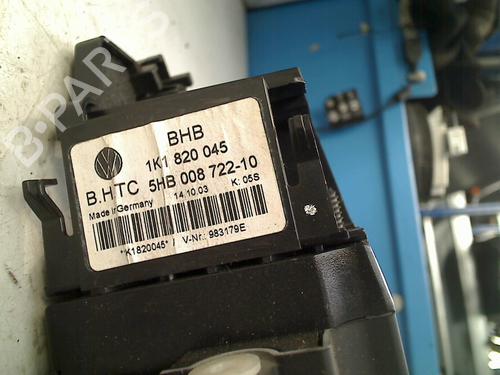 BHB
1K1 820 045
B.HTC 5HB 008 722-10
Made in Germany 14.10.03 K: 05S
*K1820045* / V-Nr.: 983179E
B-PARTS